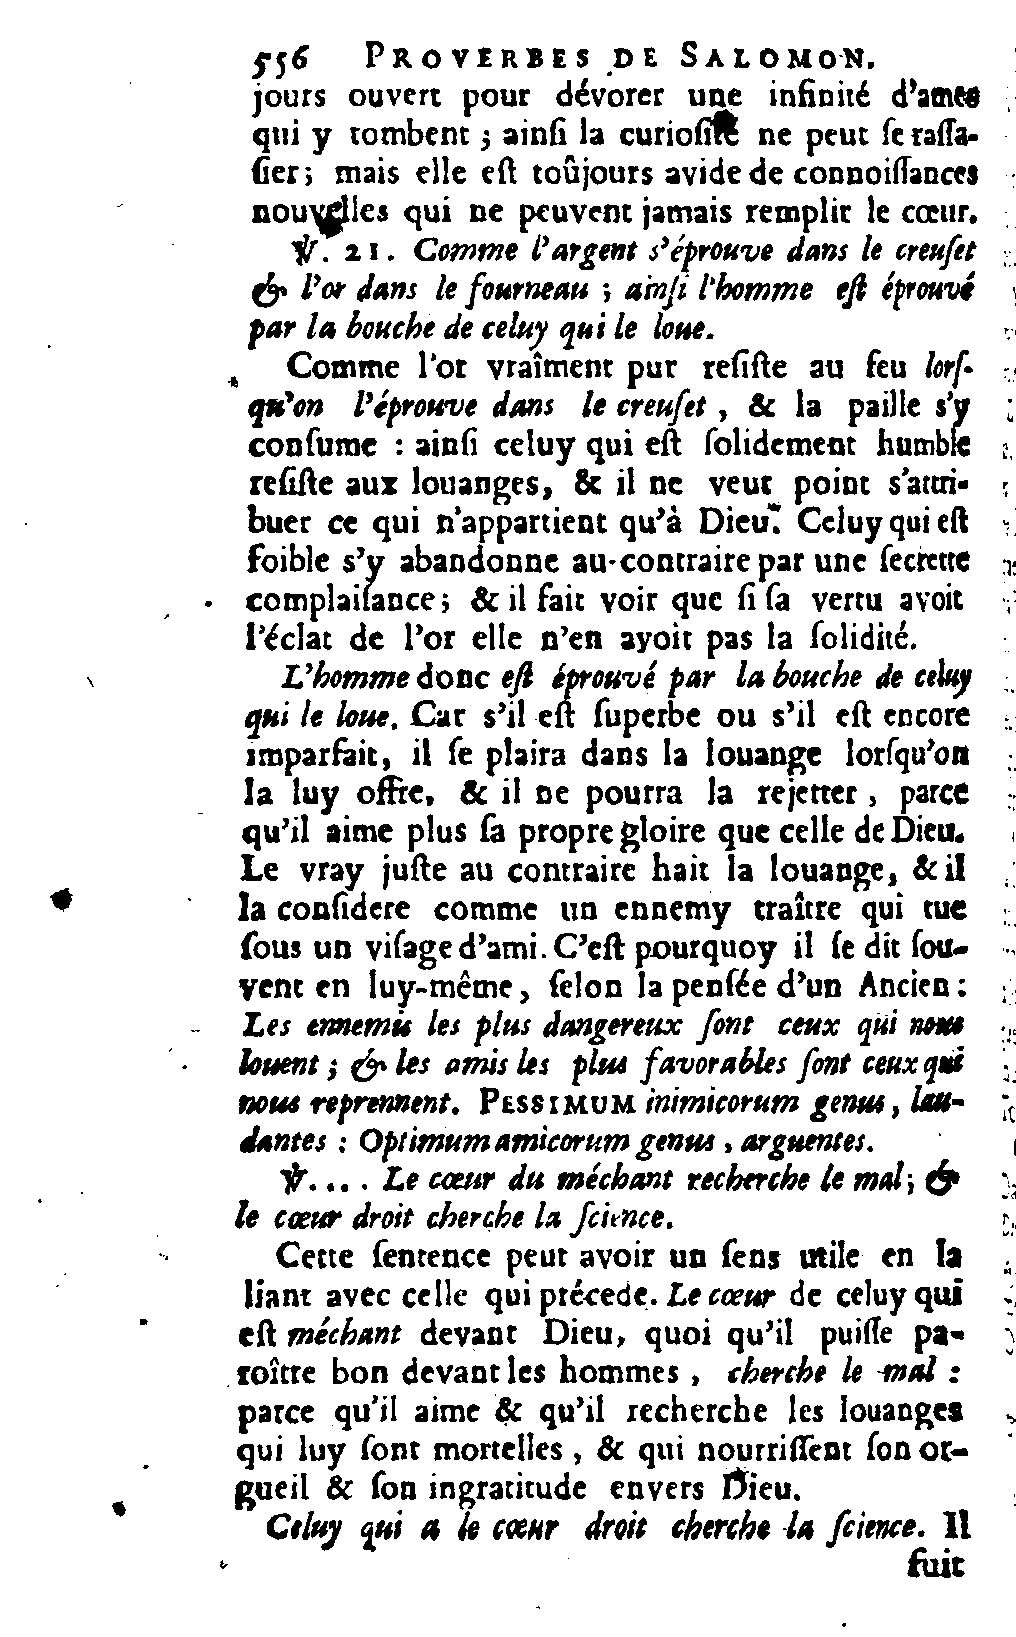 556 PROVERBES DE SALOMON.
jours ouvert pour dévorer une infinité d'ames
qui y tombent ; ainſi la curioſité ne peut ſe raſſa-
ſier; mais elle eſt toûjours avide de connoiſſances
nouvelles qui ne peuvent jamais remplir le cœur.
℣. 21. Comme l'argent s'éprouve dans le creuſet
& l'or dans le fourneau ; ainſi l'homme eſt éprouvé
par la bouche de celuy qui le loue.
Comme l'or vraîment pur reſiſte au feu lorſ-
qu'on l'éprouve dans le creuſet, & la paille s'y
conſume : ainſi celuy qui eſt ſolidement humble
reſiſte aux louanges, & il ne veut point s'attri-
buer ce qui n'appartient qu'à Dieu. Celuy qui eſt
foible s'y abandonne au-contraire par une ſecrette
complaiſance; & il fait voir que ſi ſa vertu avoit
l'éclat de l'or elle n'en avoit pas la ſolidité.
L'homme donc eſt éprouvé par la bouche de celuy
qui le loue. Car s'il eſt ſuperbe ou s'il eſt encore
imparfait, il ſe plaira dans la louange lorſqu'on
la luy offre, & il ne pourra la rejetter, parce
qu'il aime plus ſa propre gloire que celle de Dieu.
Le vray juſte au contraire hait la louange, & il
la conſidere comme un ennemy traître qui tue
ſous un viſage d'ami. C'eſt pourquoy il ſe dit ſou-
vent en luy-même, ſelon la penſée d'un Ancien :
Les ennemis les plus dangereux ſont ceux qui nous
louent ; & les amis les plus favorables ſont ceux qui
nous reprennent. PESSIMUM inimicorum genus, lau-
dantes : Optimum amicorum genus, arguentes.
℣. ... . Le cœur du méchant recherche le mal; &
le cœur droit cherche la ſcience.
Cette ſentence peut avoir un ſens utile en la
liant avec celle qui précede. Le cœur de celuy qui
eſt méchant devant Dieu, quoi qu'il puiſſe pa-
roître bon devant les hommes, cherche le mal :
parce qu'il aime & qu'il recherche les louanges
qui luy ſont mortelles, & qui nourriſſent ſon or-
gueil & ſon ingratitude envers Dieu.
Celuy qui a le cœur droit cherche la ſcience. Il
fuit